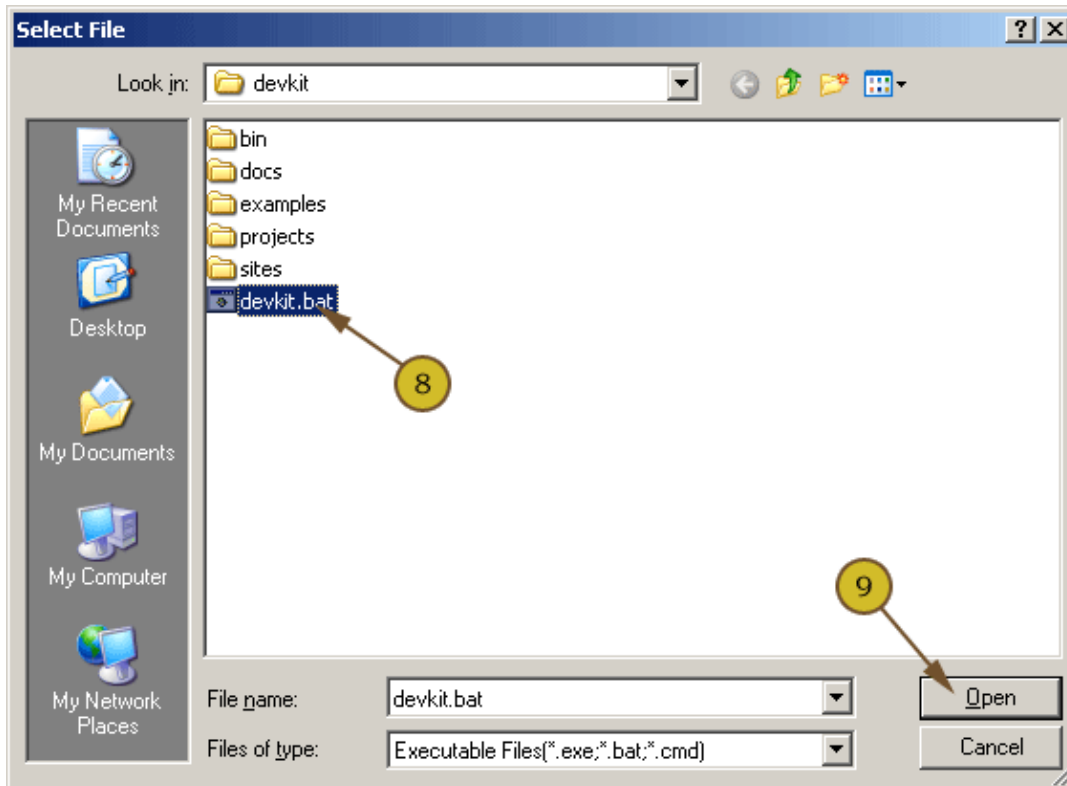 Select File
Look in: devkit
My Recent
Documents
Desktop
My Documents
My Computer
My Network
Places
bin
docs
examples
projects
sites
devkit.bat
8
9
File name: devkit.bat Open
Files of type: Executable Files(*.exe;*.bat;*.cmd) Cancel